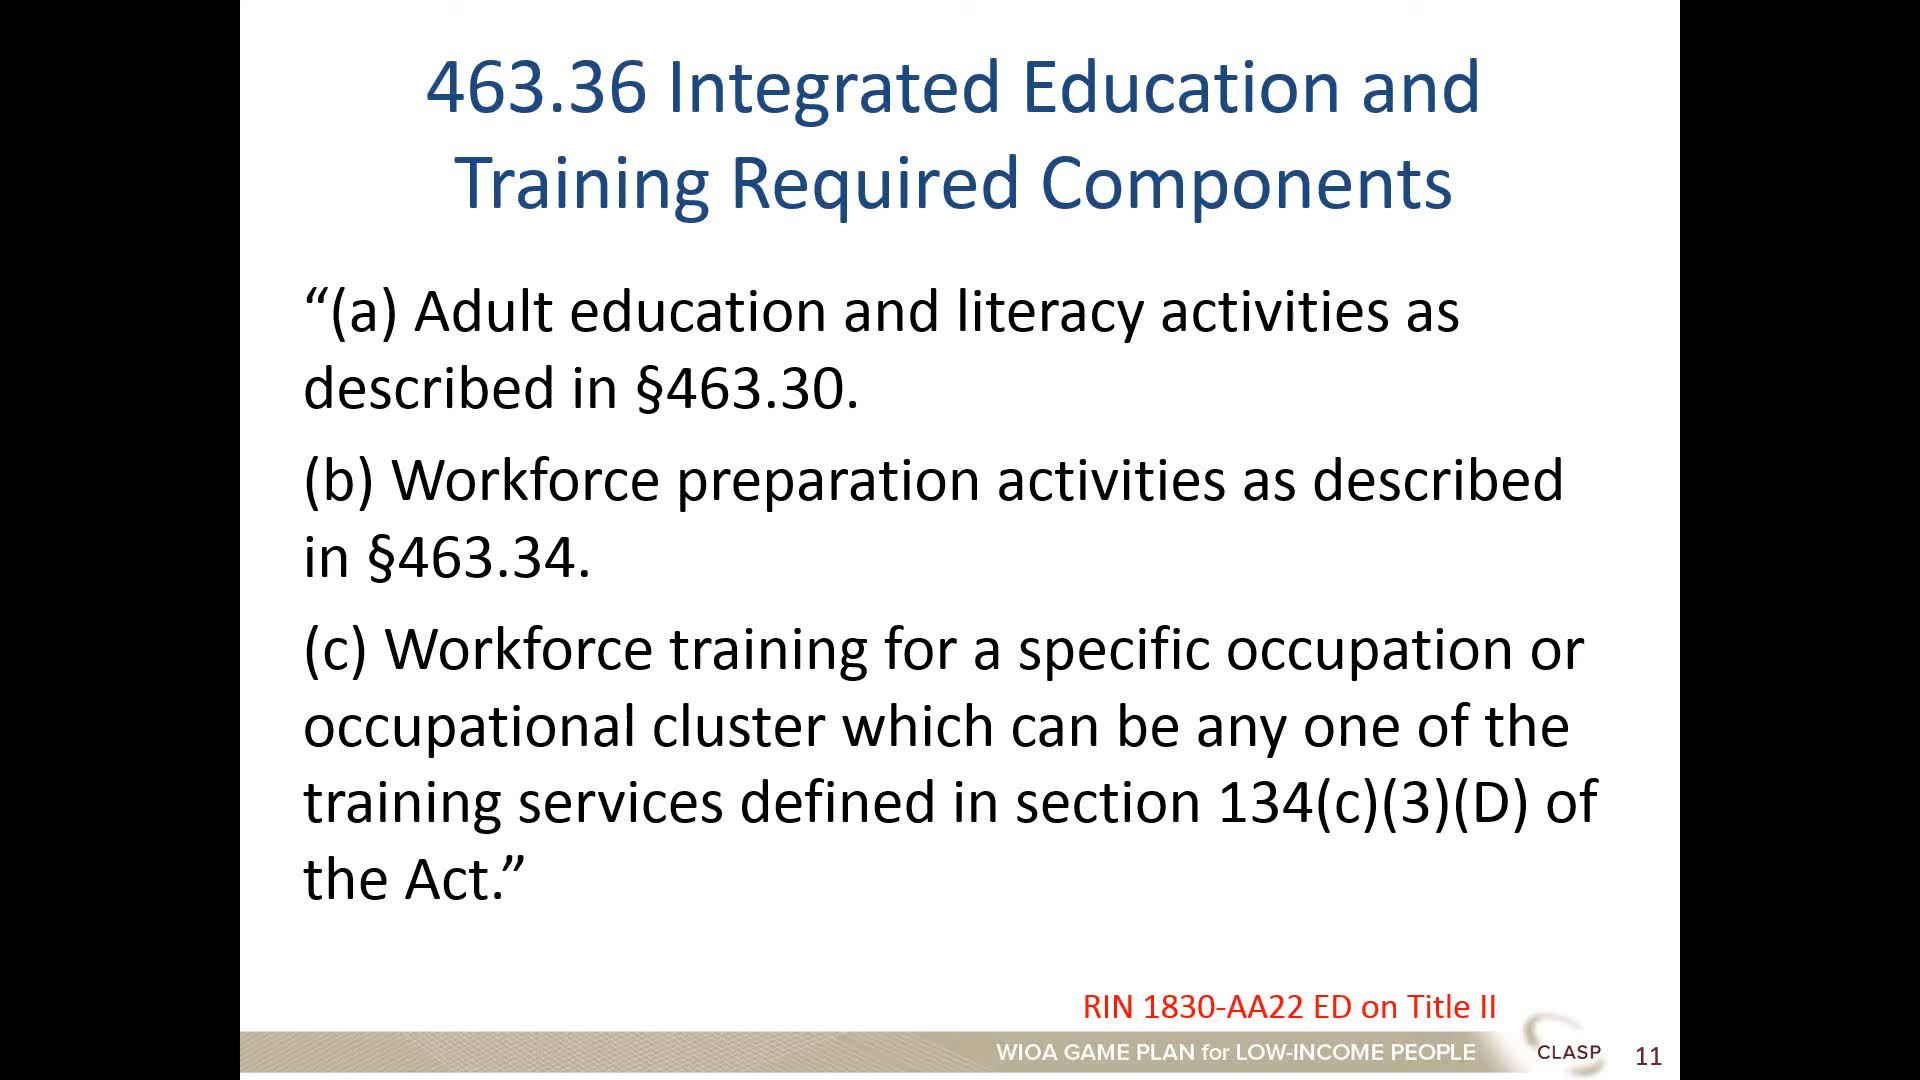 463.36 Integrated Education and
Training Required Components
“(a) Adult education and literacy activities as
described in §463.30.
(b) Workforce preparation activities as described
in §463.34.
(c) Workforce training for a specific occupation or
occupational cluster which can be any one of the
training services defined in section 134(c)(3)(D) of
the Act.”
RIN 1830-AA22 ED on Title II
WIOA GAME PLAN for LOW-INCOME PEOPLE
CLASP
11